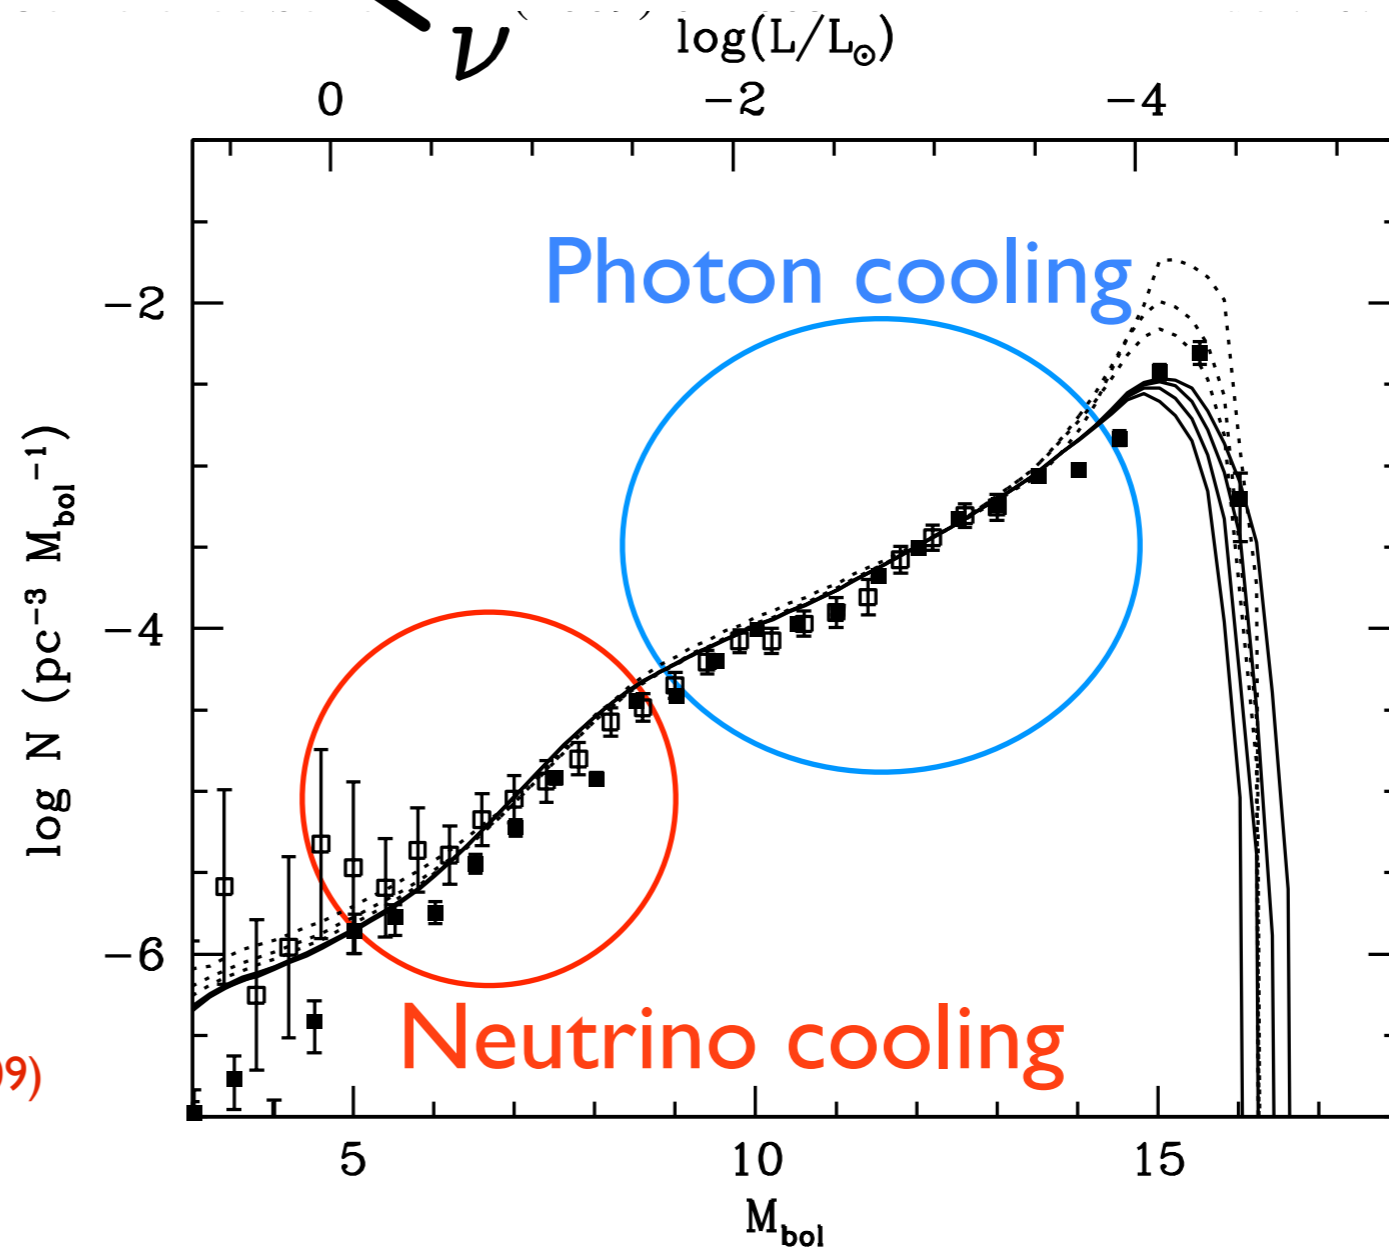 ν
log(L/L☉)
0 −2 −4
Photon cooling
−2
−4
−6
log N (pc⁻³ M_bol⁻¹)
Neutrino cooling
09)
5 10 15
M_bol